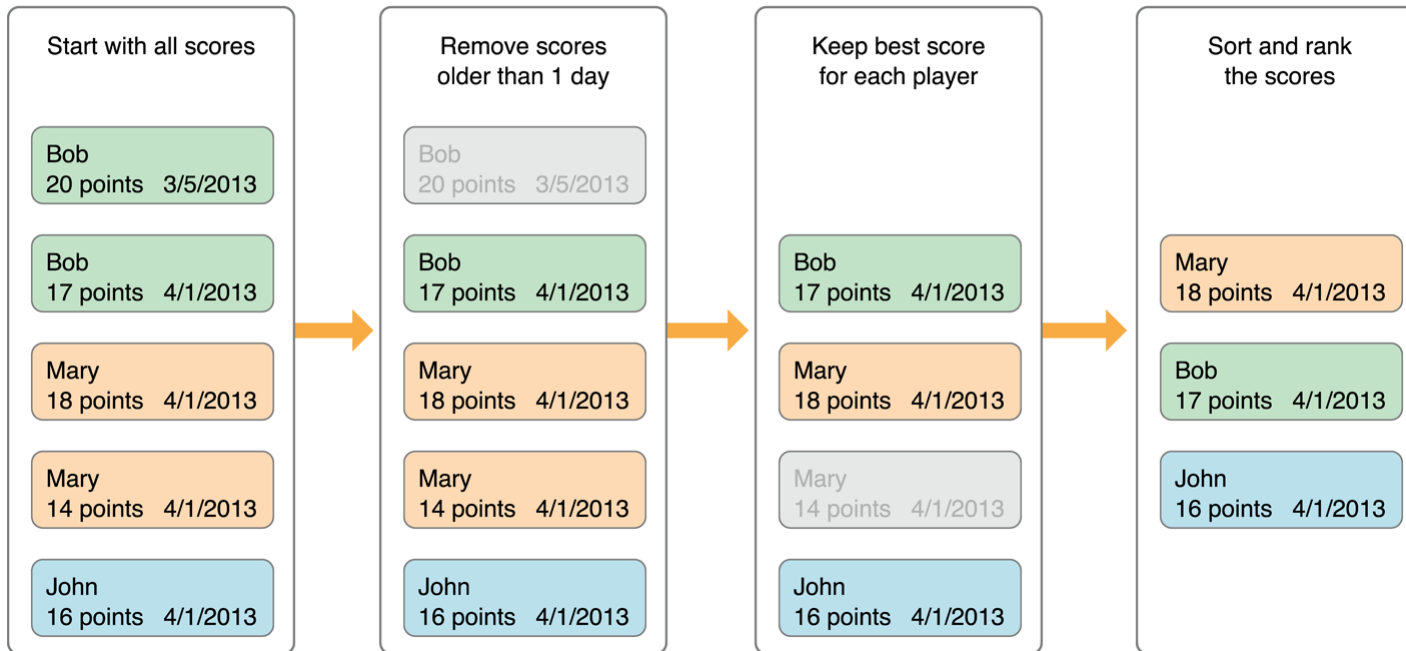 Start with all scores
Bob
20 points 3/5/2013
Bob
17 points 4/1/2013
Mary
18 points 4/1/2013
Mary
14 points 4/1/2013
John
16 points 4/1/2013
Remove scores
older than 1 day
Bob
20 points 3/5/2013
Bob
17 points 4/1/2013
Mary
18 points 4/1/2013
Mary
14 points 4/1/2013
John
16 points 4/1/2013
Keep best score
for each player
Bob
17 points 4/1/2013
Mary
18 points 4/1/2013
Mary
14 points 4/1/2013
John
16 points 4/1/2013
Sort and rank
the scores
Mary
18 points 4/1/2013
Bob
17 points 4/1/2013
John
16 points 4/1/2013